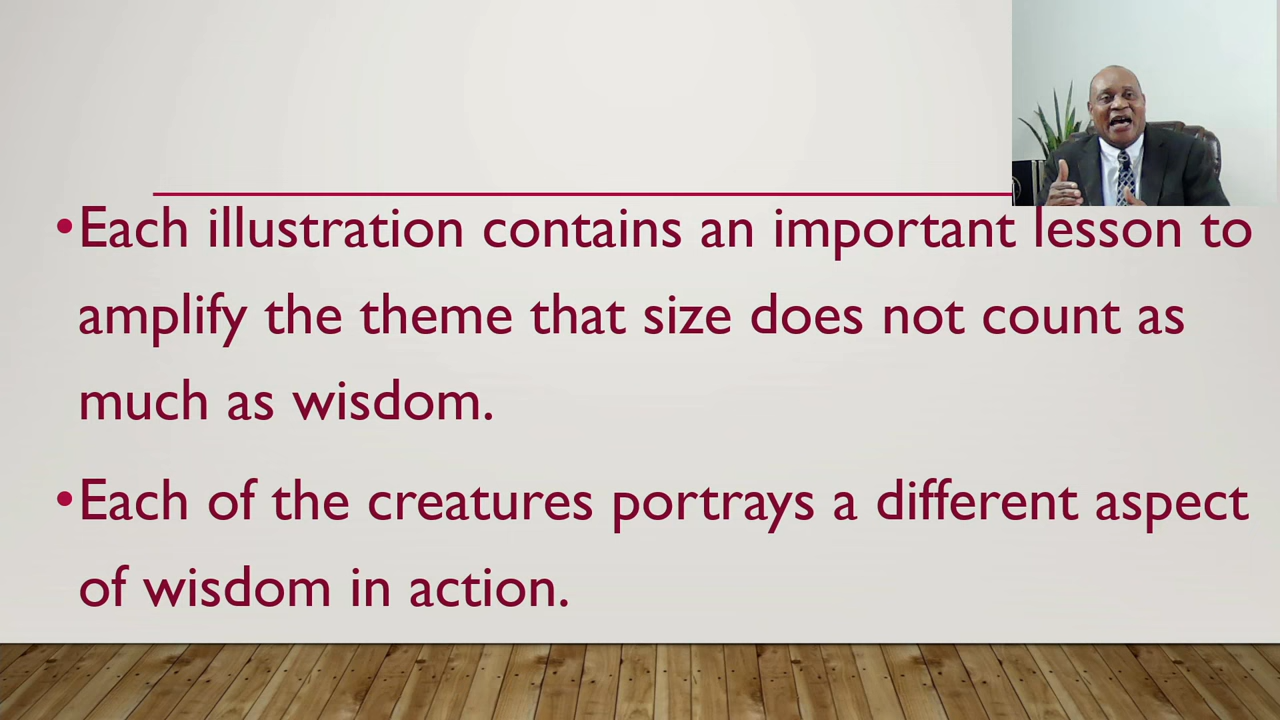 •Each illustration contains an important lesson to
amplify the theme that size does not count as
much as wisdom.
•Each of the creatures portrays a different aspect
of wisdom in action.